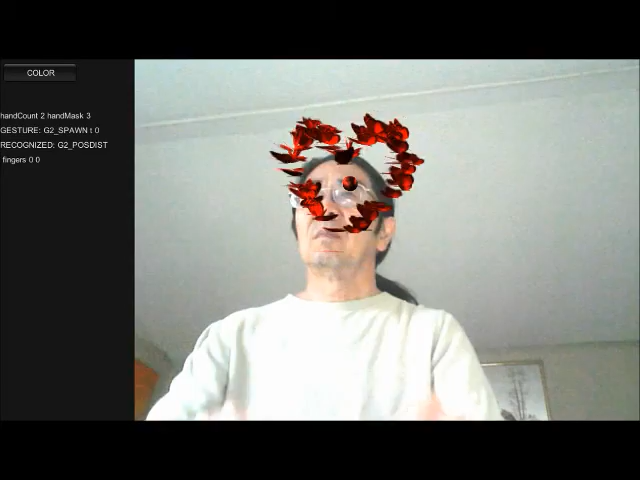 COLOR
handCount 2 handMask 3
GESTURE: G2_SPAWN t 0
RECOGNIZED: G2_POSDIST
fingers 0 0